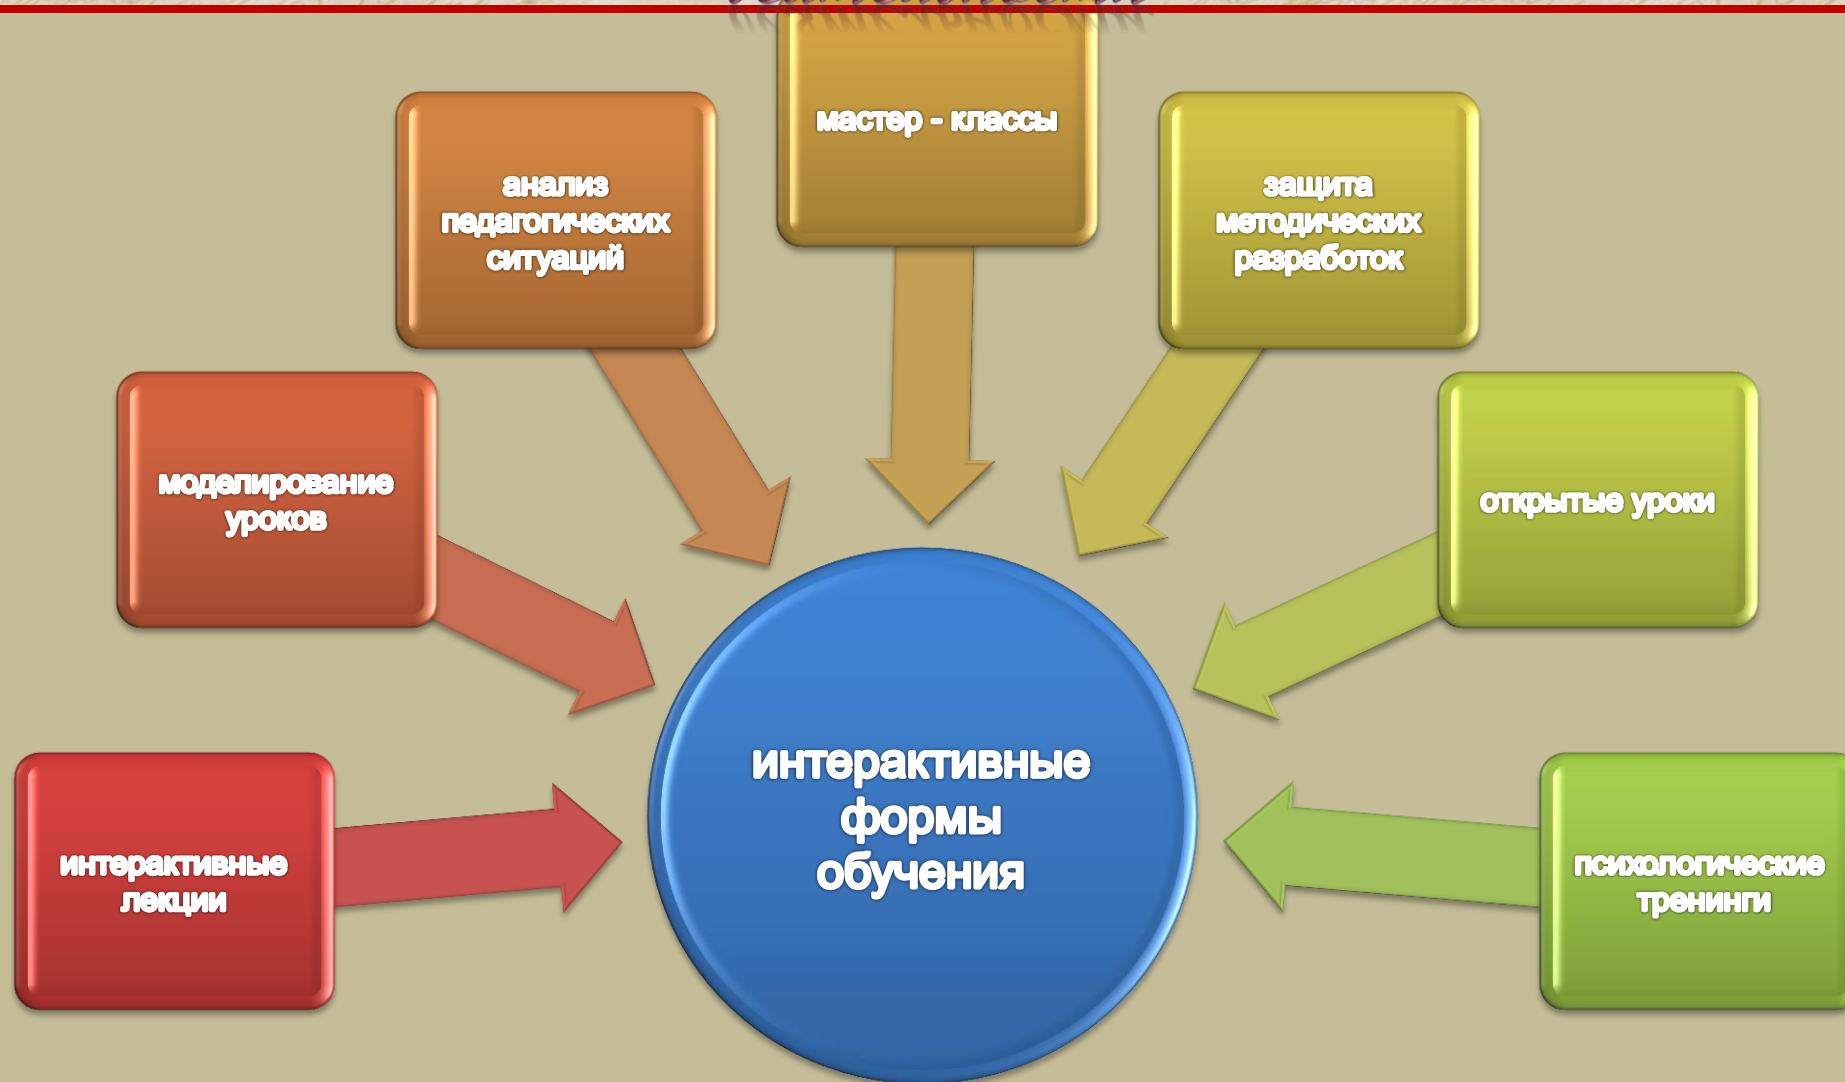 мастер - классы
анализ
педагогических
ситуаций
защита
методических
разработок
моделирование
уроков
открытые уроки
интерактивные
формы
обучения
интерактивные
лекции
психологические
тренинги